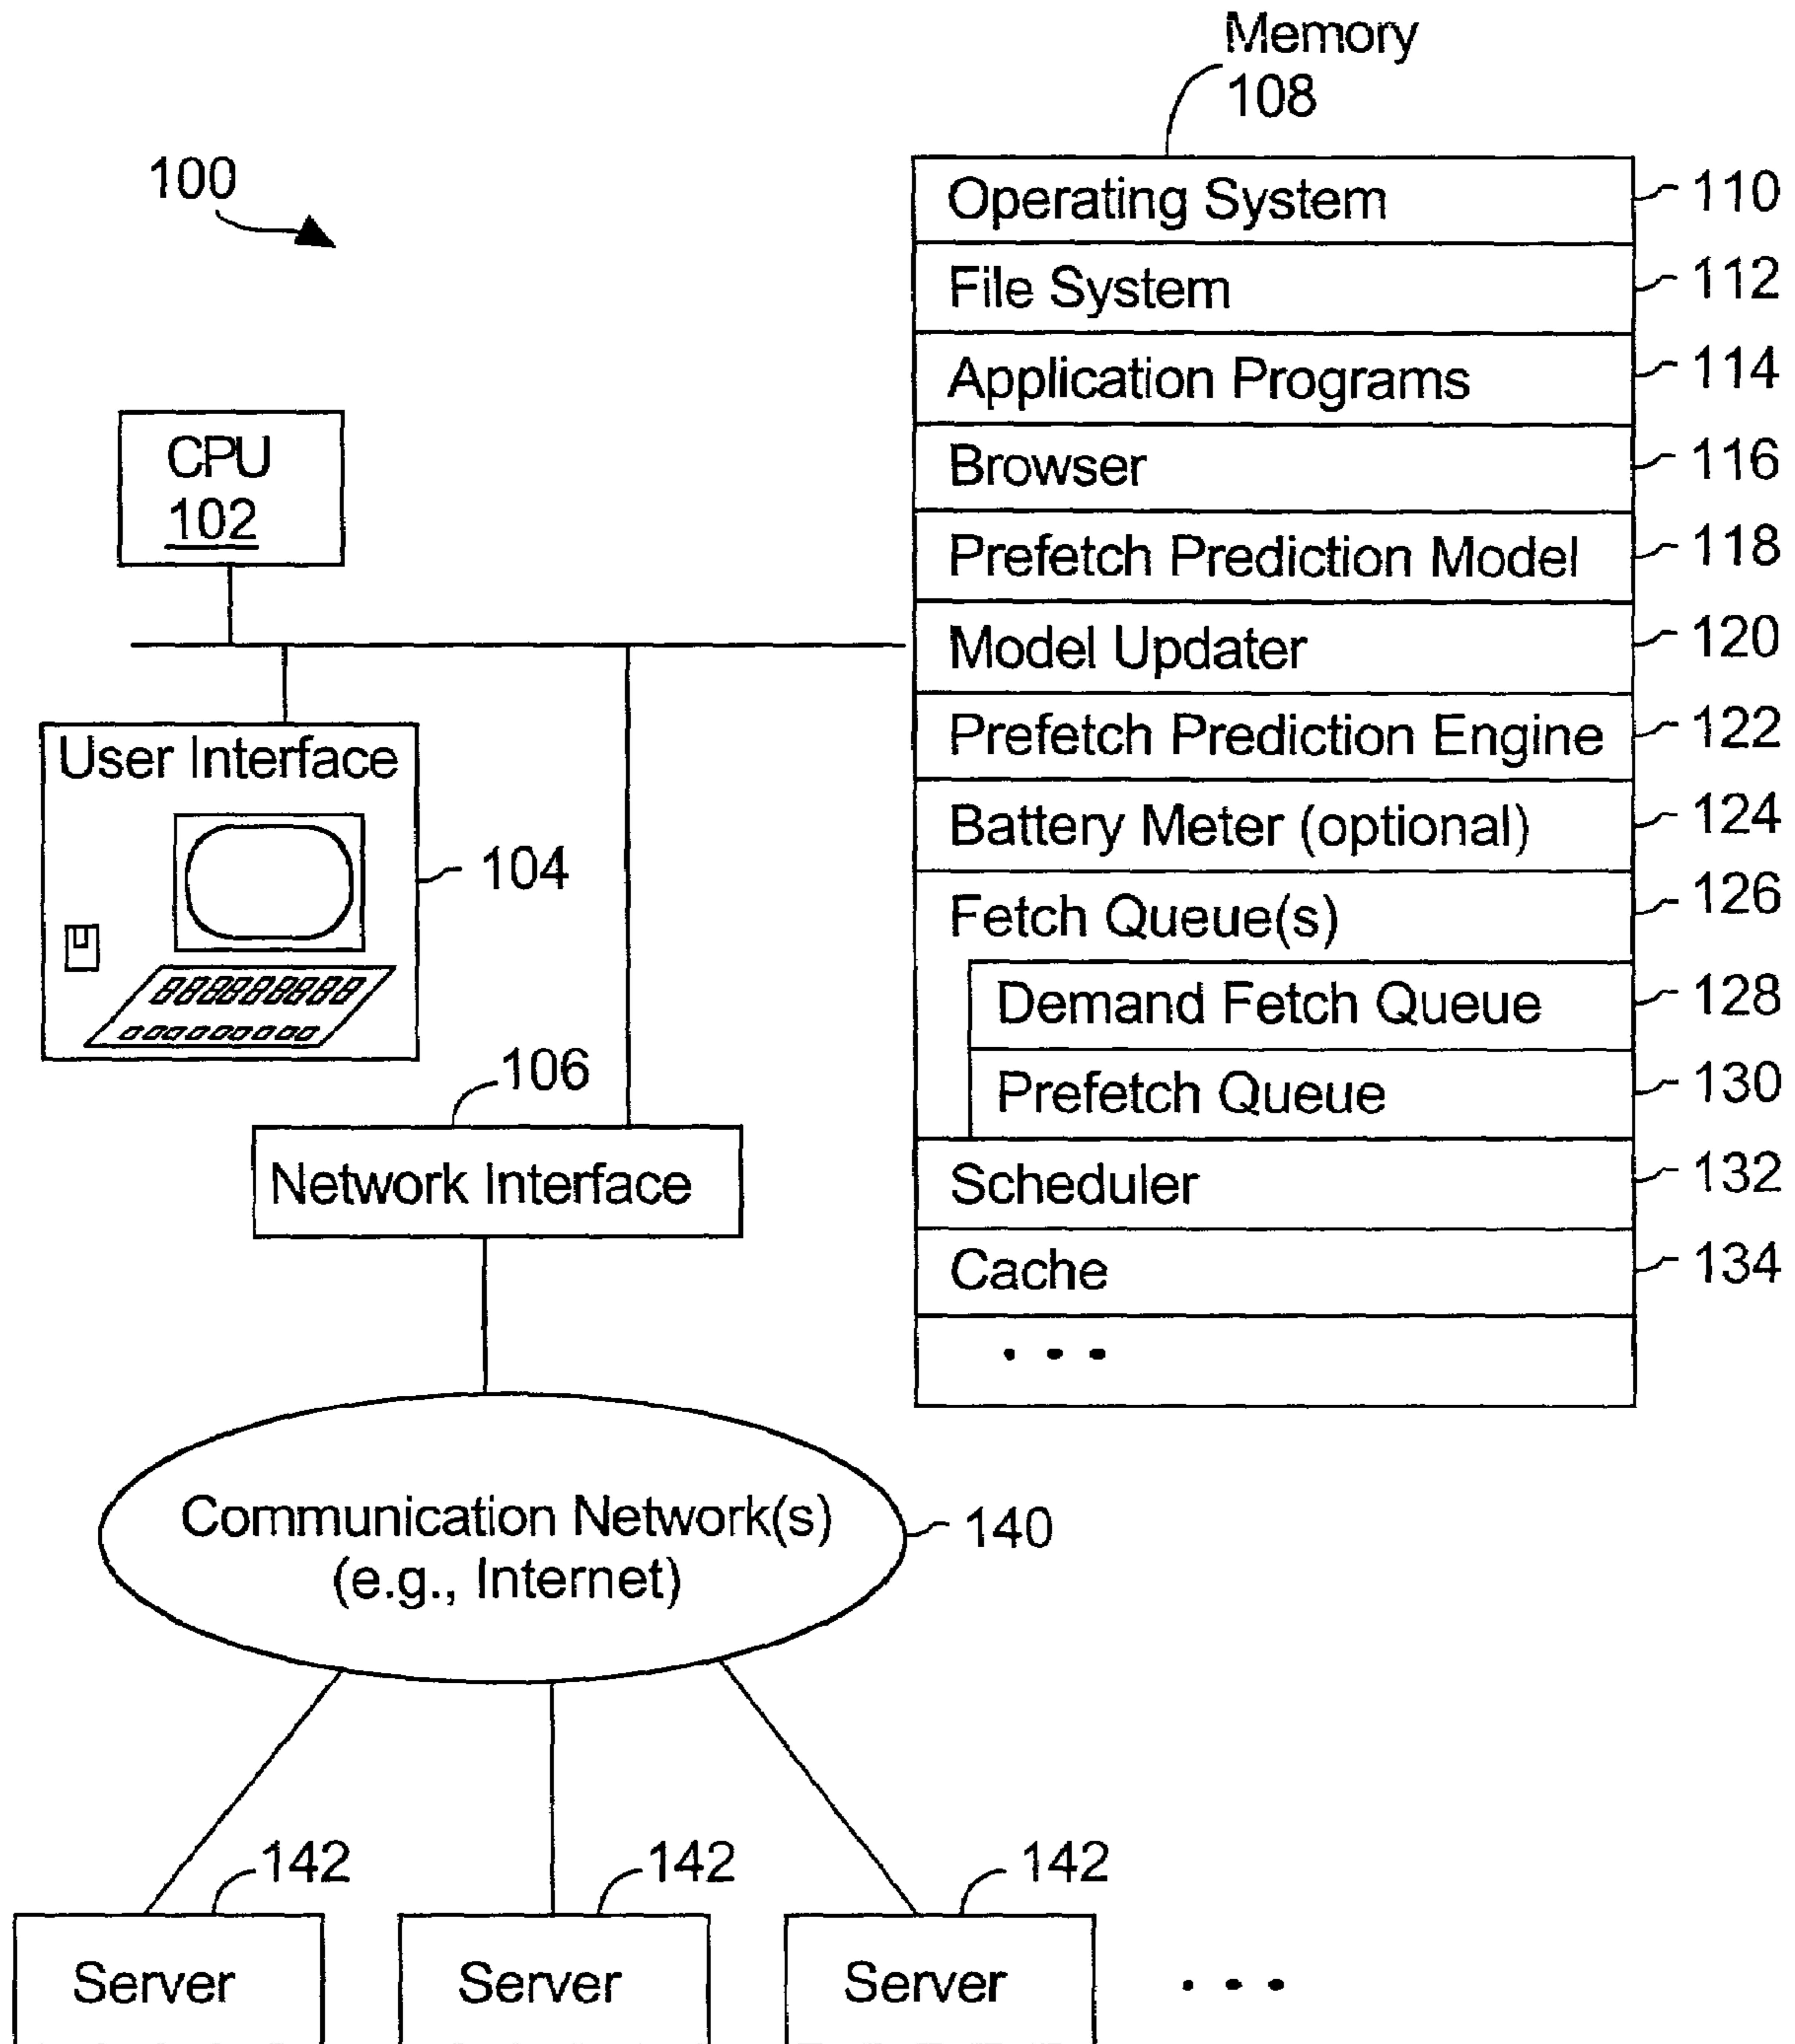 Memory
108
100
Operating System 110
File System 112
Application Programs 114
CPU
102
Browser 116
Prefetch Prediction Model 118
Model Updater 120
Prefetch Prediction Engine 122
User Interface
104
Battery Meter (optional) 124
Fetch Queue(s) 126
Demand Fetch Queue 128
Prefetch Queue 130
106
Network Interface
Scheduler 132
Cache 134
• • •
Communication Network(s)
(e.g., Internet)
140
142 142 142
Server Server Server • • •